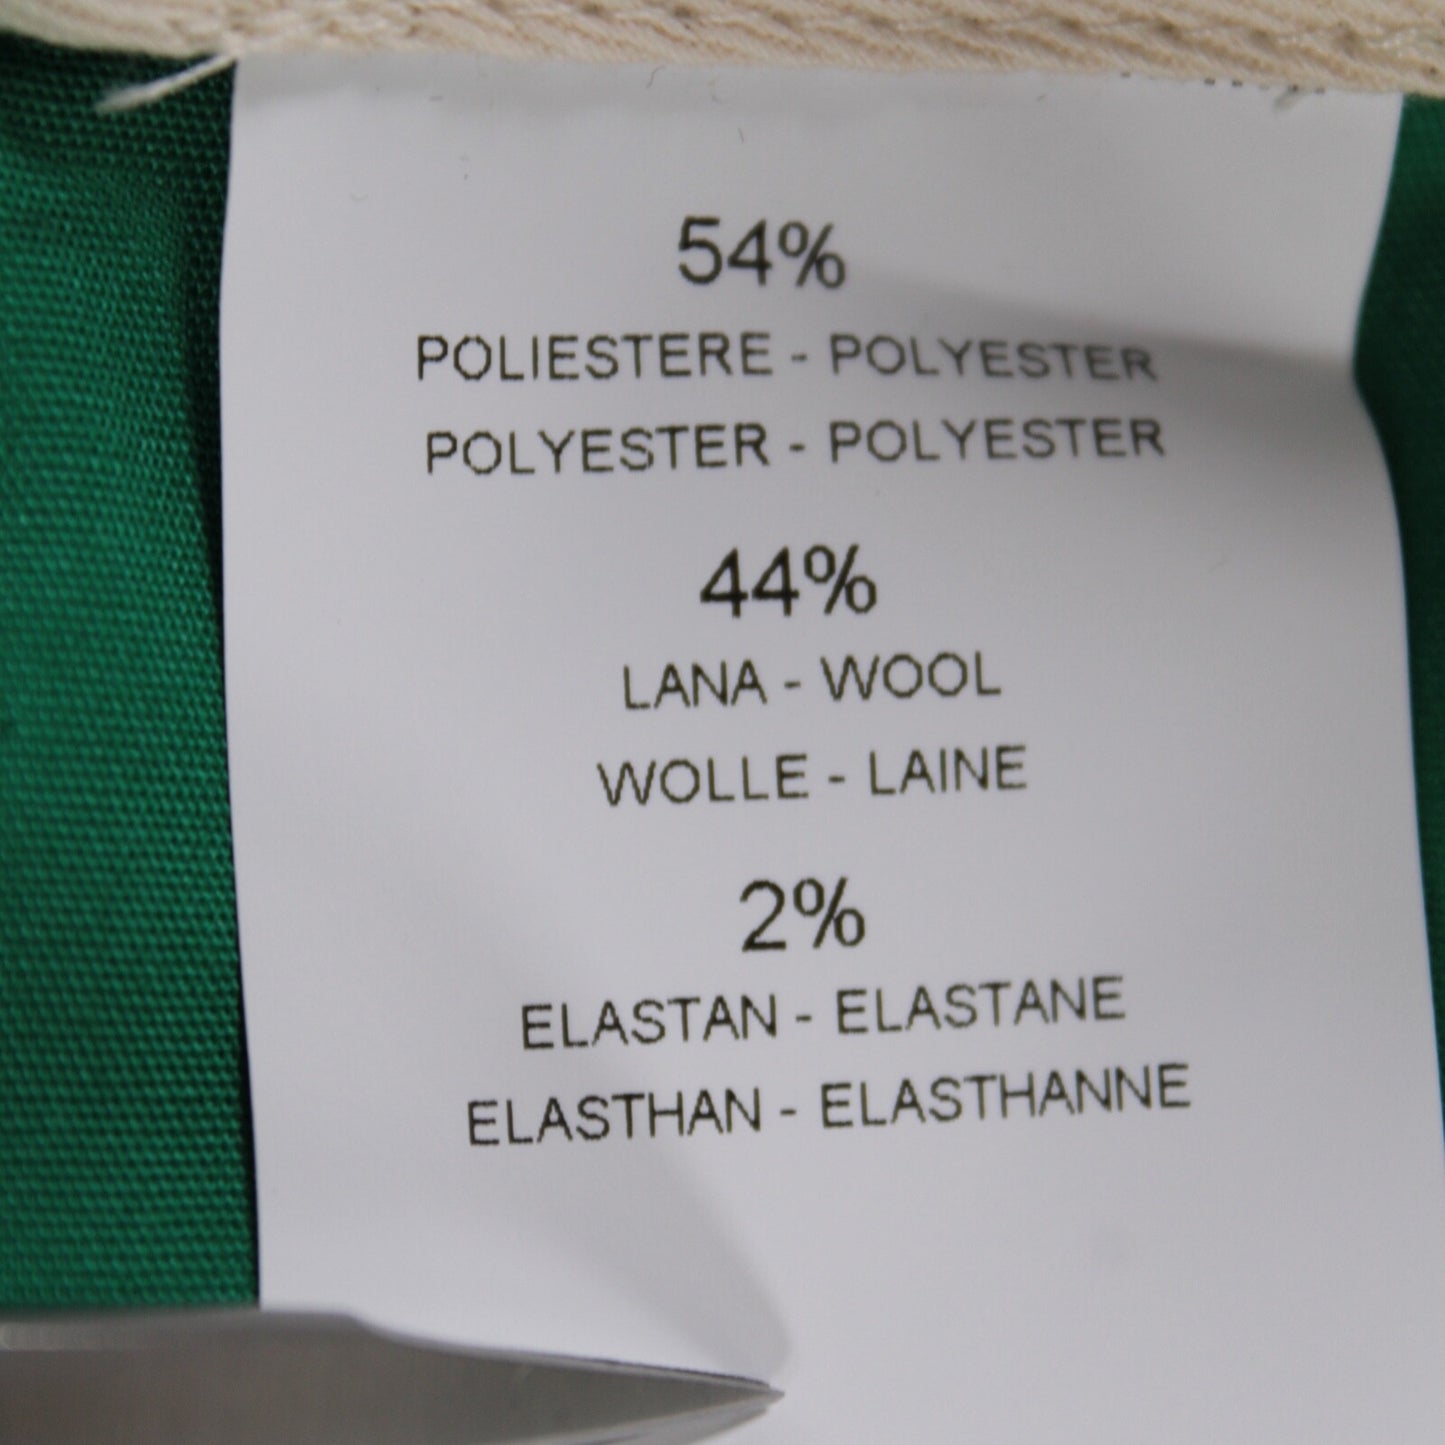 54%
POLIESTERE - POLYESTER
POLYESTER - POLYESTER
44%
LANA - WOOL
WOLLE - LAINE
2%
ELASTAN - ELASTANE
ELASTHAN - ELASTHANNE